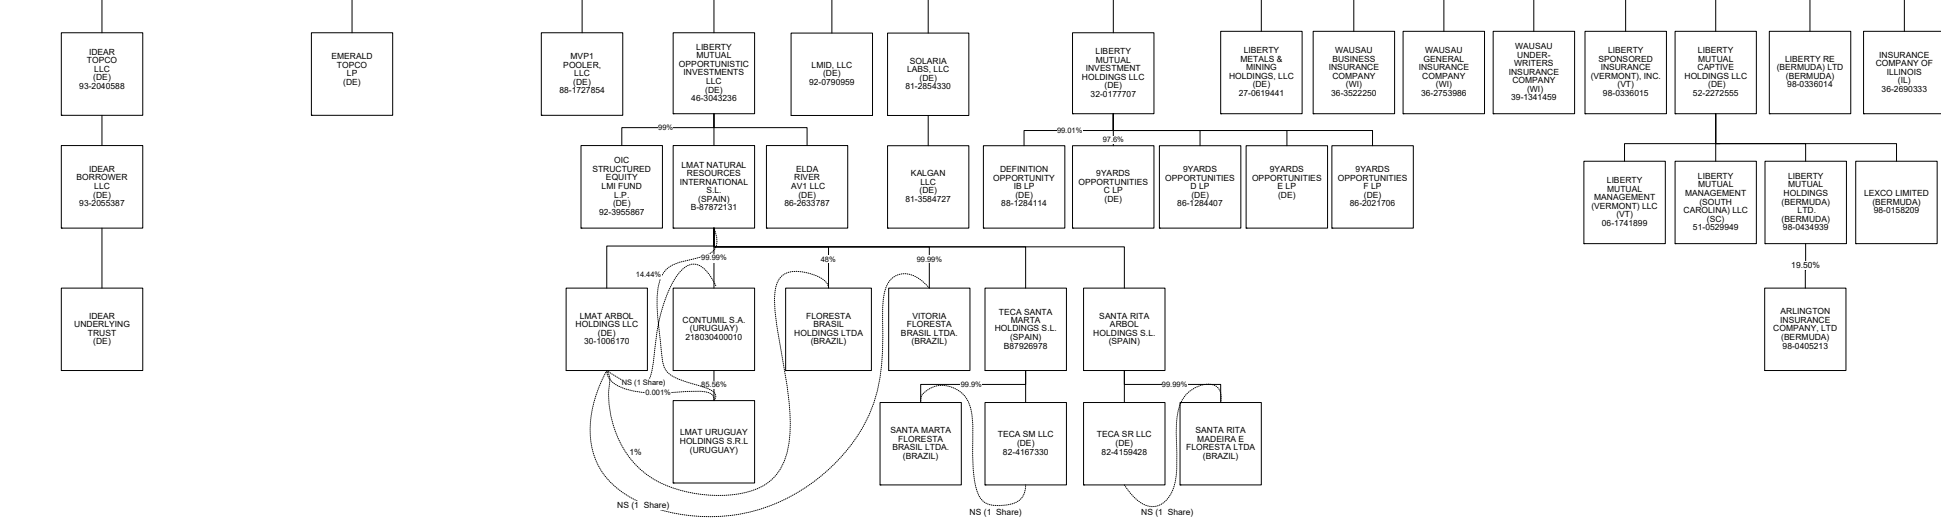 IDEAR
TOPCO
LLC
(DE)
93-2040588
EMERALD
TOPCO
LP
(DE)
MVP1
POOLER,
LLC
(DE)
88-1727854
LIBERTY
MUTUAL
OPPORTUNISTIC
INVESTMENTS
LLC
(DE)
46-3043236
LMID, LLC
(DE)
92-0790959
SOLARIA
LABS, LLC
(DE)
81-2854330
LIBERTY
MUTUAL
INVESTMENT
HOLDINGS LLC
(DE)
32-0177707
LIBERTY
METALS &
MINING
HOLDINGS, LLC
(DE)
27-0619441
WAUSAU
BUSINESS
INSURANCE
COMPANY
(WI)
36-3522250
WAUSAU
GENERAL
INSURANCE
COMPANY
(WI)
36-2753986
WAUSAU
UNDER-
WRITERS
INSURANCE
COMPANY
(WI)
39-1341459
LIBERTY
SPONSORED
INSURANCE
(VERMONT), INC.
(VT)
98-0336015
LIBERTY
MUTUAL
CAPTIVE
HOLDINGS LLC
(DE)
52-2272555
LIBERTY RE
(BERMUDA) LTD
(BERMUDA)
98-0336014
INSURANCE
COMPANY OF
ILLINOIS
(IL)
36-2690333
99%
99.01%
97.6%
IDEAR
BORROWER
LLC
(DE)
93-2055387
OIC
STRUCTURED
EQUITY
LMI FUND
L.P.
(DE)
92-3955867
LMAT NATURAL
RESOURCES
INTERNATIONAL
S.L.
(SPAIN)
B-87872131
ELDA
RIVER
AV1 LLC
(DE)
86-2633787
KALGAN
LLC
(DE)
81-3584727
DEFINITION
OPPORTUNITY
IB LP
(DE)
88-1284114
9YARDS
OPPORTUNITIES
C LP
(DE)
9YARDS
OPPORTUNITIES
D LP
(DE)
86-1284407
9YARDS
OPPORTUNITIES
E LP
(DE)
9YARDS
OPPORTUNITIES
F LP
(DE)
86-2021706
LIBERTY
MUTUAL
MANAGEMENT
(VERMONT) LLC
(VT)
06-1741899
LIBERTY
MUTUAL
MANAGEMENT
(SOUTH
CAROLINA) LLC
(SC)
51-0529949
LIBERTY
MUTUAL
HOLDINGS
(BERMUDA)
LTD.
(BERMUDA)
98-0434939
LEXCO LIMITED
(BERMUDA)
98-0158209
14.44%
99.99%
48%
99.99%
19.50%
IDEAR
UNDERLYING
TRUST
(DE)
LMAT ARBOL
HOLDINGS LLC
(DE)
30-1006170
CONTUMIL S.A.
(URUGUAY)
218030400010
FLORESTA
BRASIL
HOLDINGS LTDA
(BRAZIL)
VITORIA
FLORESTA
BRASIL LTDA.
(BRAZIL)
TECA SANTA
MARTA
HOLDINGS S.L.
(SPAIN)
B87926978
SANTA RITA
ARBOL
HOLDINGS S.L.
(SPAIN)
ARLINGTON
INSURANCE
COMPANY, LTD
(BERMUDA)
98-0405213
NS (1 Share)
0.001%
85.56%
99.9%
99.99%
LMAT URUGUAY
HOLDINGS S.R.L
(URUGUAY)
SANTA MARTA
FLORESTA
BRASIL LTDA.
(BRAZIL)
TECA SM LLC
(DE)
82-4167330
TECA SR LLC
(DE)
82-4159428
SANTA RITA
MADEIRA E
FLORESTA LTDA
(BRAZIL)
1%
NS (1 Share)
NS (1 Share)
NS (1 Share)